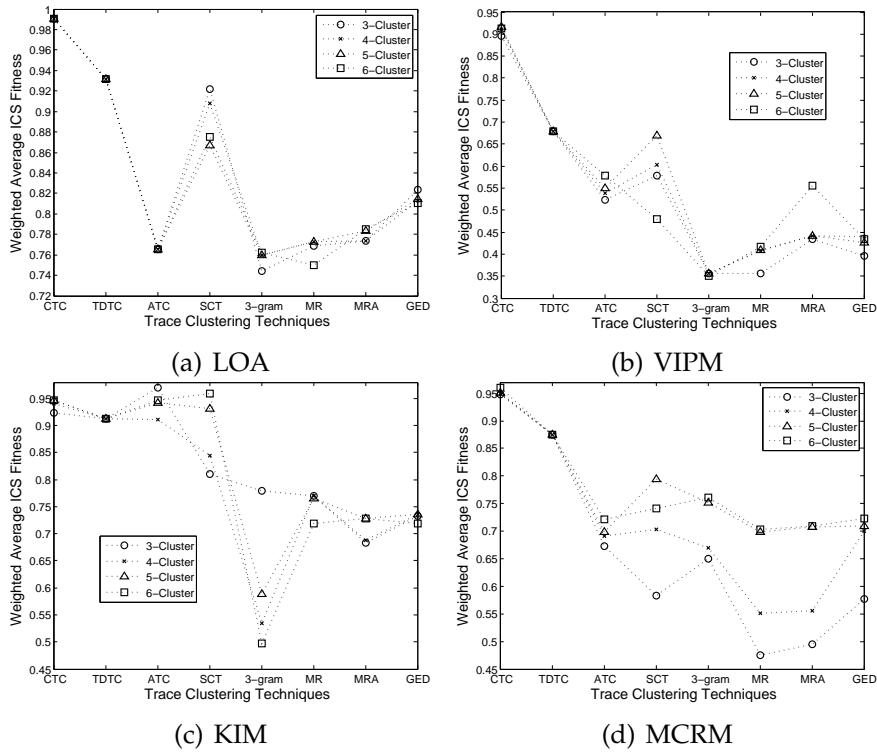 1
0.98
0.96
0.94
0.92
0.9
0.88
0.86
0.84
0.82
0.8
0.78
0.76
0.74
0.72
Weighted Average ICS Fitness
3−Cluster
4−Cluster
5−Cluster
6−Cluster
CTC TDTC ATC SCT 3−gram MR MRA GED
Trace Clustering Techniques
(a) LOA
0.95
0.9
0.85
0.8
0.75
0.7
0.65
0.6
0.55
0.5
0.45
0.4
0.35
0.3
Weighted Average ICS Fitness
3−Cluster
4−Cluster
5−Cluster
6−Cluster
CTC TDTC ATC SCT 3−gram MR MRA GED
Trace Clustering Techniques
(b) VIPM
0.95
0.9
0.85
0.8
0.75
0.7
0.65
0.6
0.55
0.5
0.45
Weighted Average ICS Fitness
3−Cluster
4−Cluster
5−Cluster
6−Cluster
CTC TDTC ATC SCT 3−gram MR MRA GED
Trace Clustering Techniques
(c) KIM
0.95
0.9
0.85
0.8
0.75
0.7
0.65
0.6
0.55
0.5
0.45
Weighted Average ICS Fitness
3−Cluster
4−Cluster
5−Cluster
6−Cluster
CTC TDTC ATC SCT 3−gram MR MRA GED
Trace Clustering Techniques
(d) MCRM